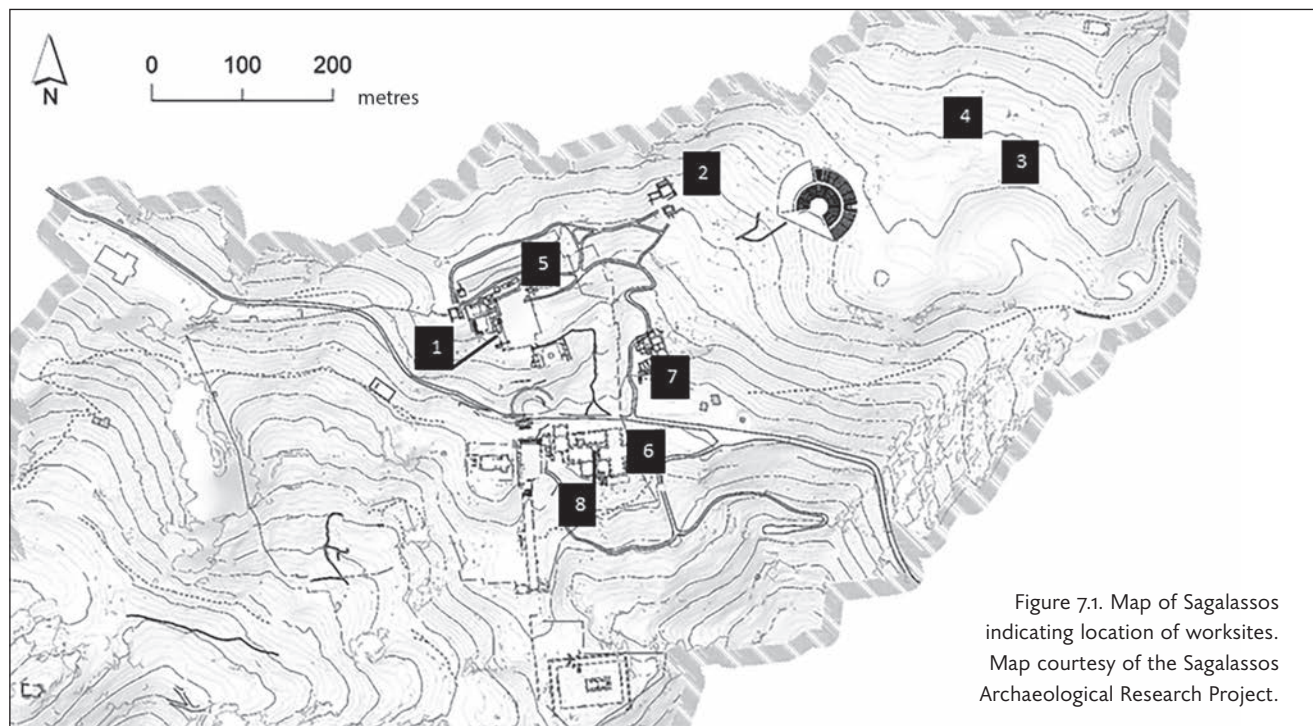 0 100 200
metres
N
4
3
2
5
1
7
6
8
Figure 7.1. Map of Sagalassos
indicating location of worksites.
Map courtesy of the Sagalassos
Archaeological Research Project.